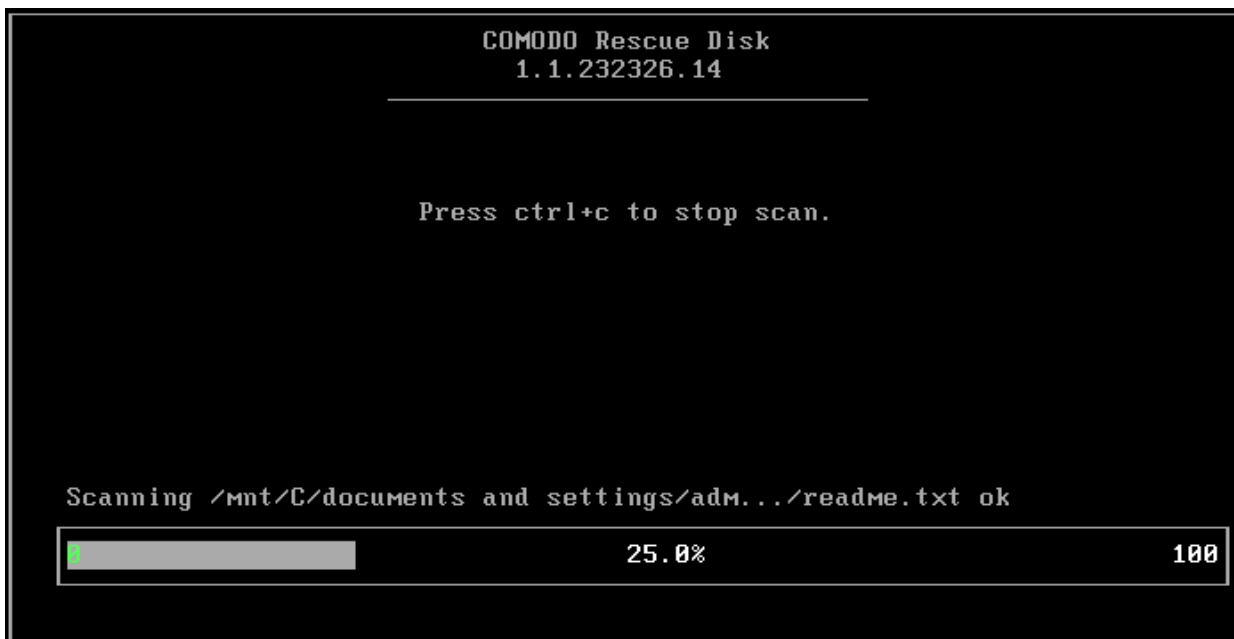 COMODO Rescue Disk
1.1.232326.14
Press ctrl+c to stop scan.
Scanning /mnt/C/documents and settings/adm.../readme.txt ok
0 25.0% 100